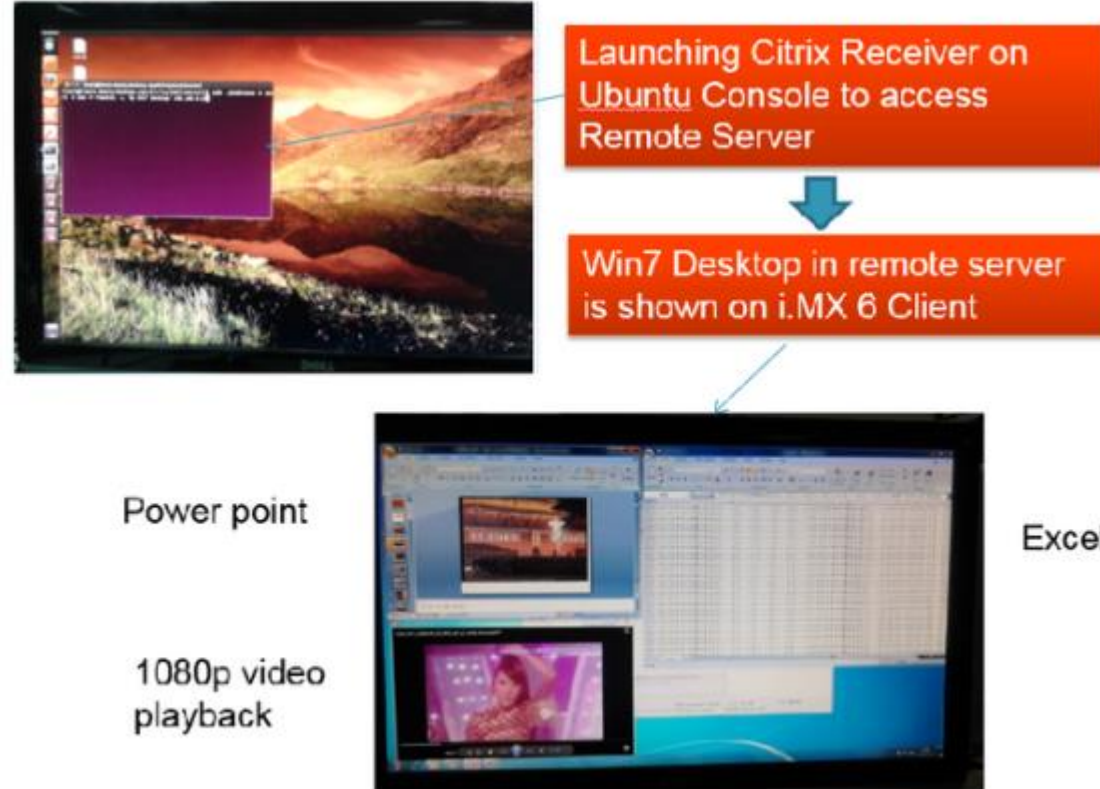 Launching Citrix Receiver on
Ubuntu Console to access
Remote Server
Win7 Desktop in remote server
is shown on i.MX 6 Client
Power point
Excel
1080p video
playback
DELL